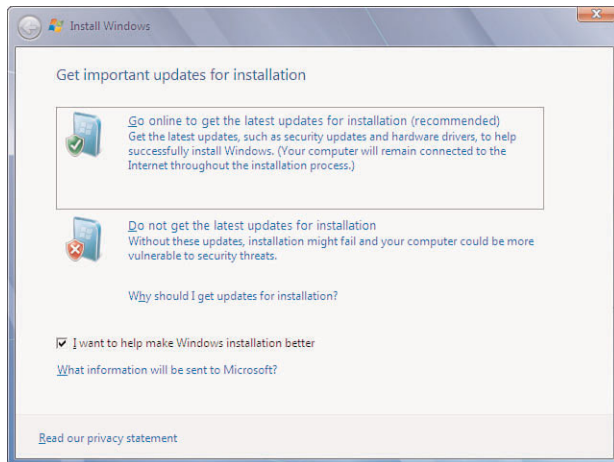 Install Windows
Get important updates for installation
Go online to get the latest updates for installation (recommended)
Get the latest updates, such as security updates and hardware drivers, to help
successfully install Windows. (Your computer will remain connected to the
Internet throughout the installation process.)
Do not get the latest updates for installation
Without these updates, installation might fail and your computer could be more
vulnerable to security threats.
Why should I get updates for installation?
I want to help make Windows installation better
What information will be sent to Microsoft?
Read our privacy statement